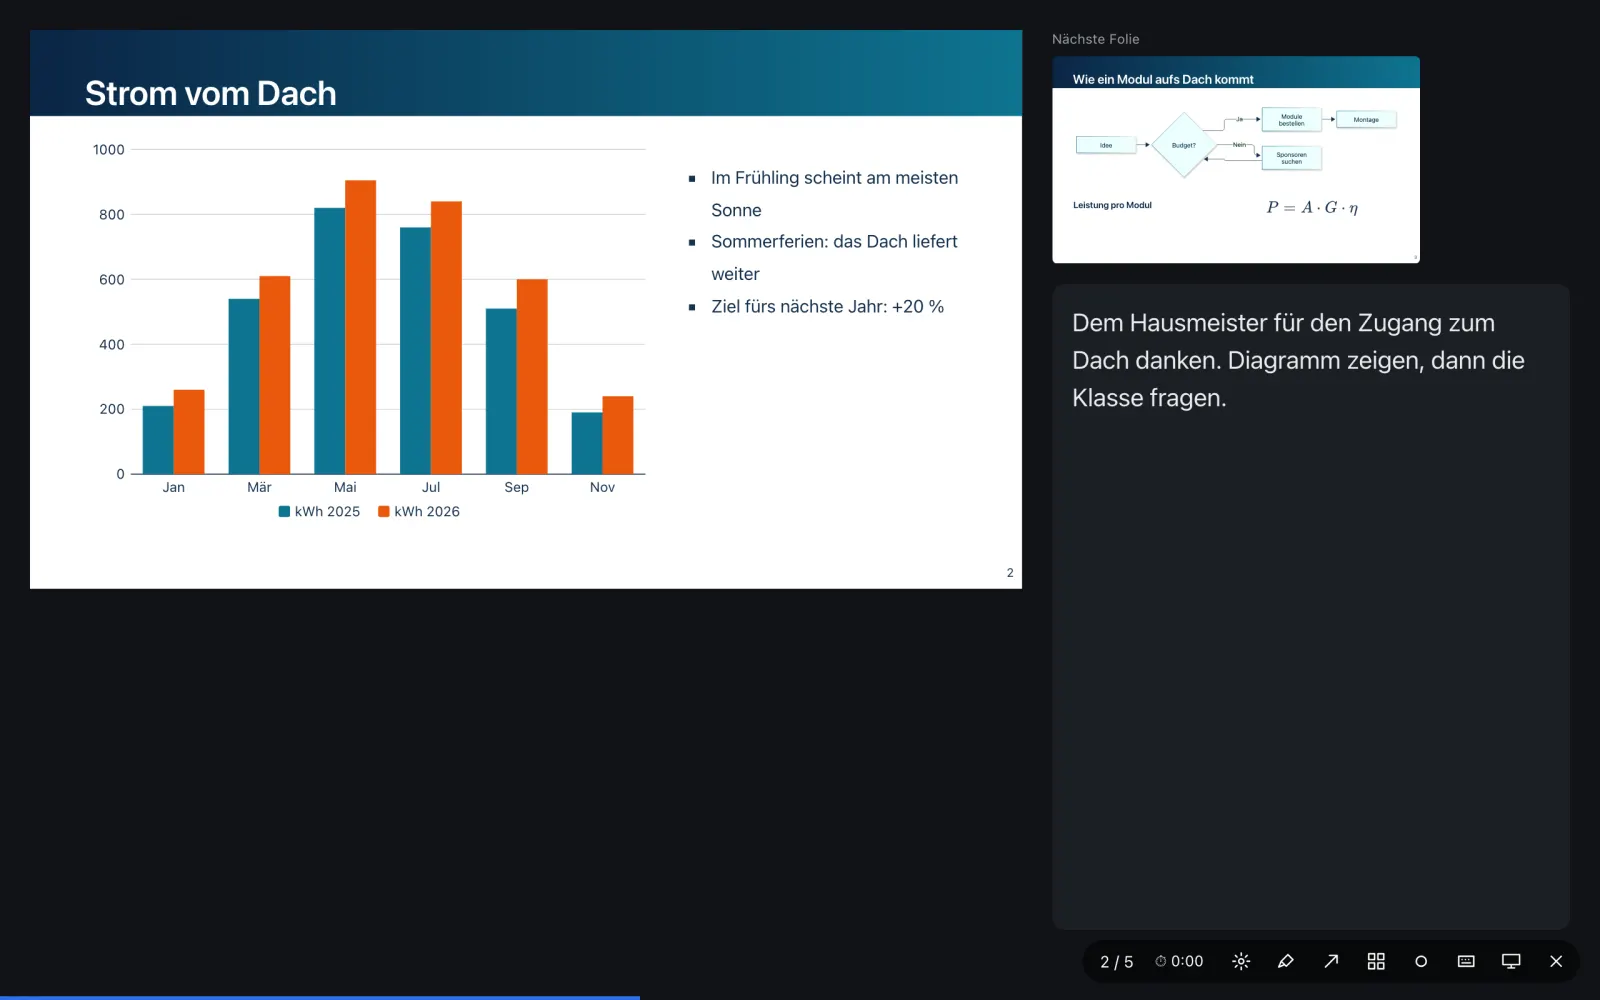 Strom vom Dach
1000
800
600
400
200
0
Jan
Mär
Mai
Jul
Sep
Nov
kWh 2025
kWh 2026
▪ Im Frühling scheint am meisten
Sonne
▪ Sommerferien: das Dach liefert
weiter
▪ Ziel fürs nächste Jahr: +20 %
2
Nächste Folie
Wie ein Modul aufs Dach kommt
Idee
Budget?
Ja
Nein
Module
bestellen
Montage
Sponsoren
suchen
Leistung pro Modul
P = A · G · η
Dem Hausmeister für den Zugang zum
Dach danken. Diagramm zeigen, dann die
Klasse fragen.
2 / 5
0:00